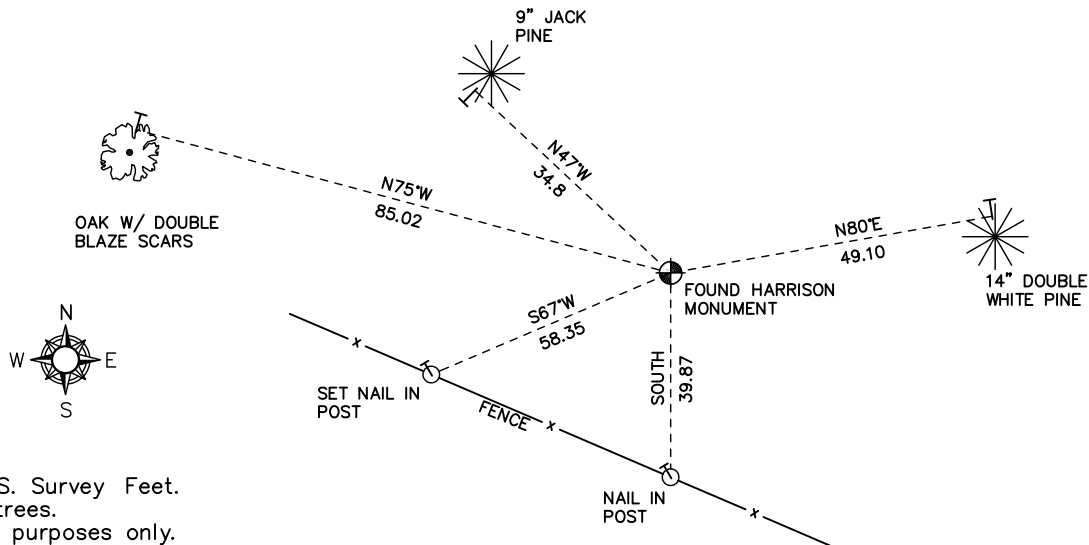 9" JACK
PINE
N47°W
34.8
N75°W
85.02
OAK W/ DOUBLE
BLAZE SCARS
N80°E
49.10
14" DOUBLE
WHITE PINE
FOUND HARRISON
MONUMENT
S67°W
58.35
SOUTH
39.87
N
W E
S
SET NAIL IN
POST
x
FENCE
x
NAIL IN
POST
x
S. Survey Feet.
trees.
purposes only.